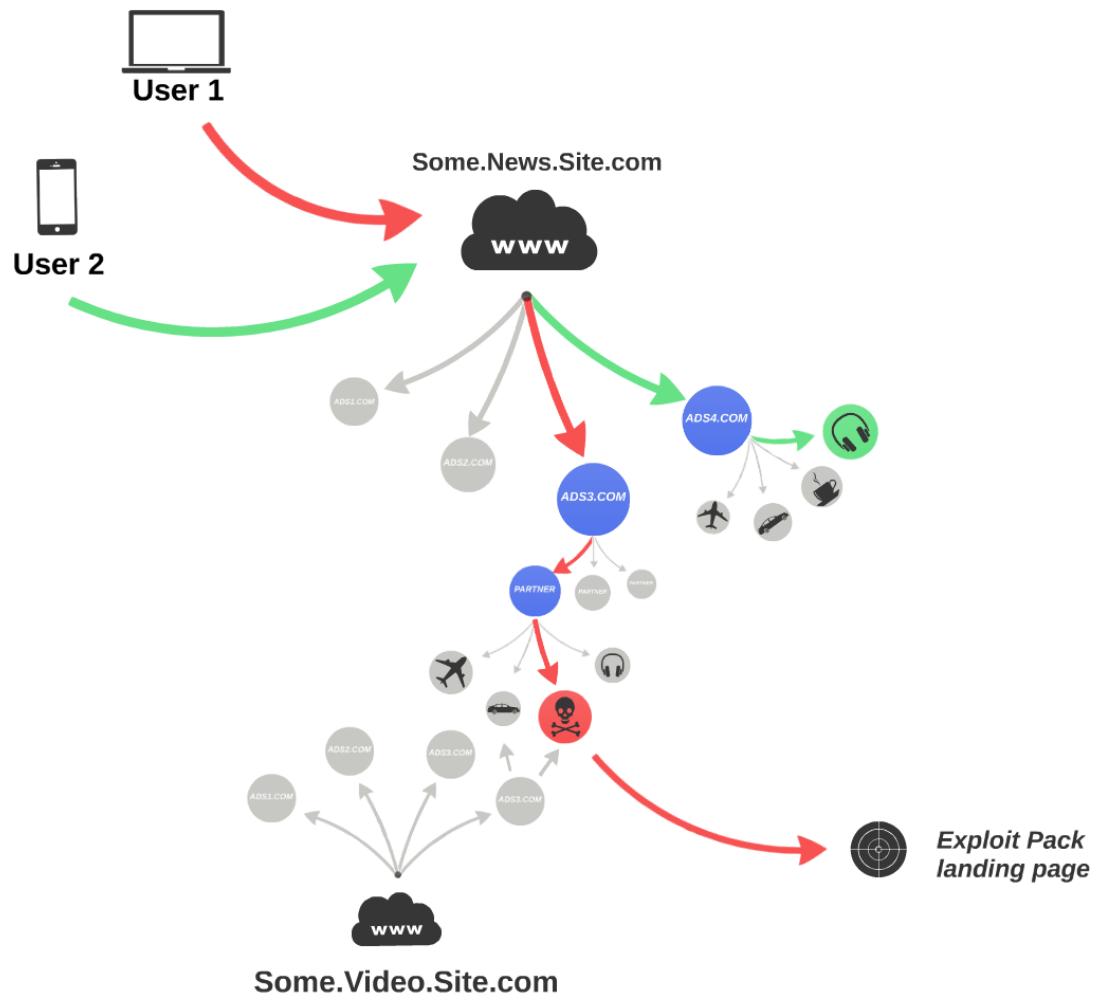 User 1
Some.News.Site.com
www
User 2
ADS1.COM
ADS2.COM
ADS3.COM
ADS4.COM
PARTNER
PARTNER
PARTNER
ADS1.COM
ADS2.COM
ADS3.COM
ADS3.COM
Exploit Pack
landing page
www
Some.Video.Site.com